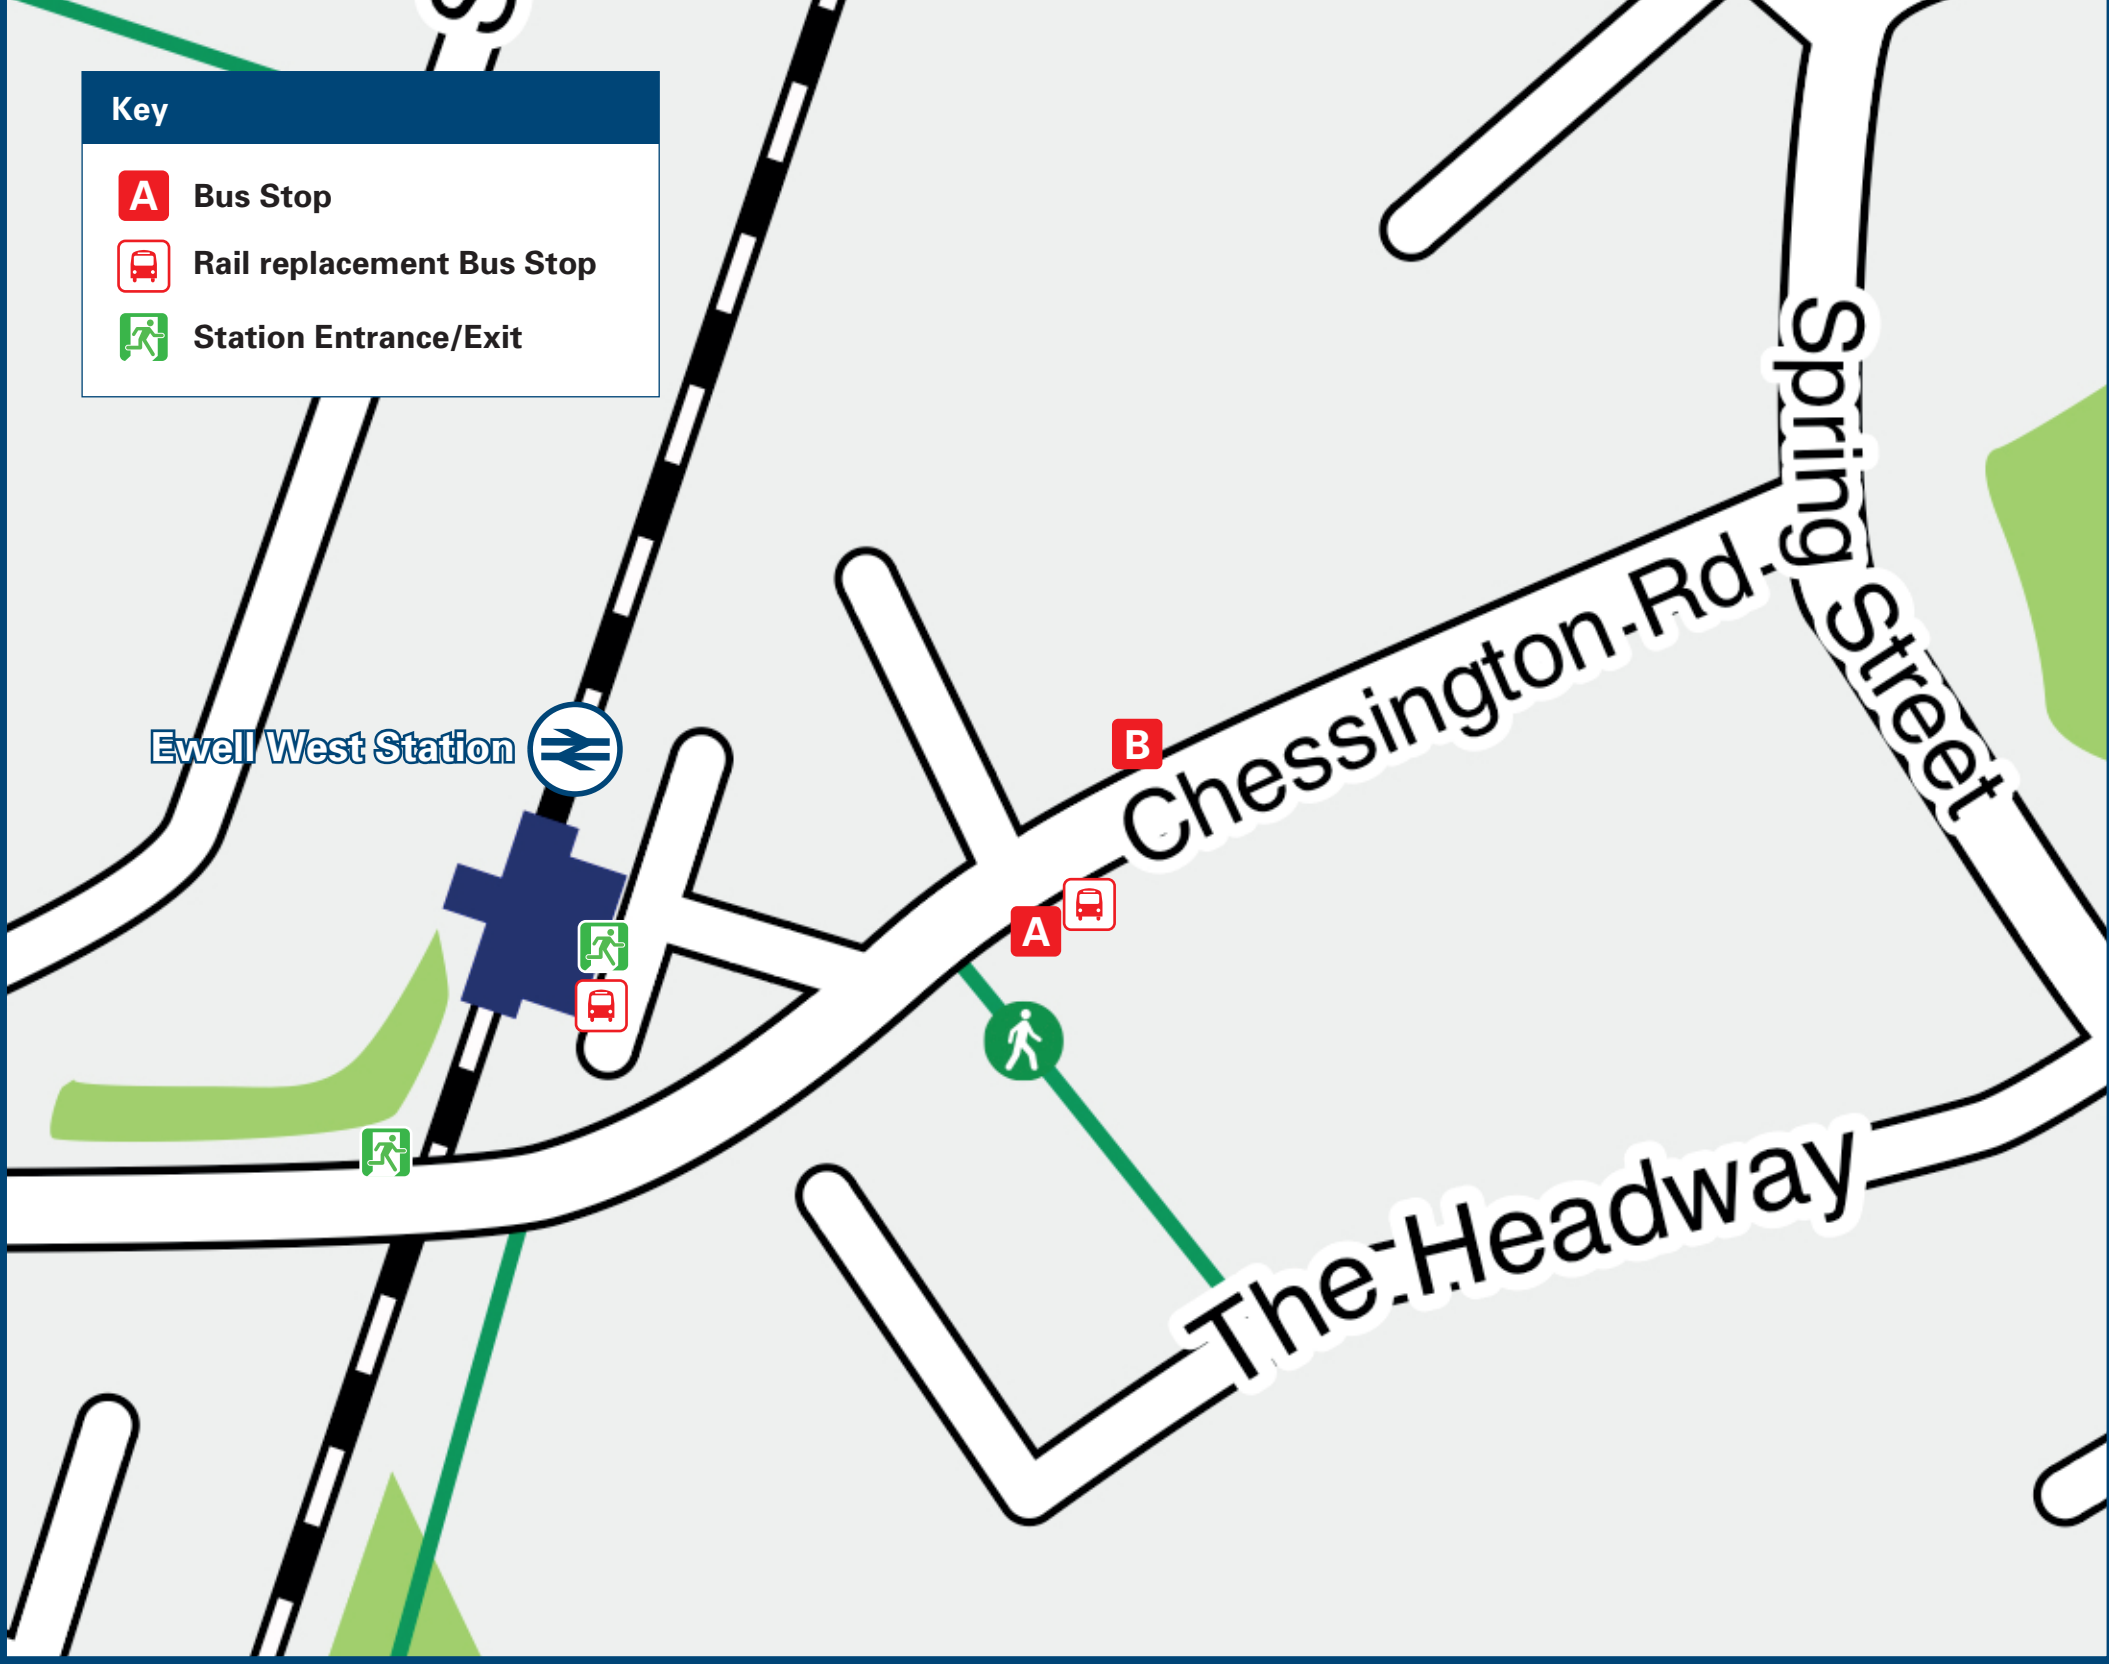 S
Key
A Bus Stop
Rail replacement Bus Stop
Station Entrance/Exit
Spring Street
Chessington Rd
Ewell West Station
B
A
The Headway